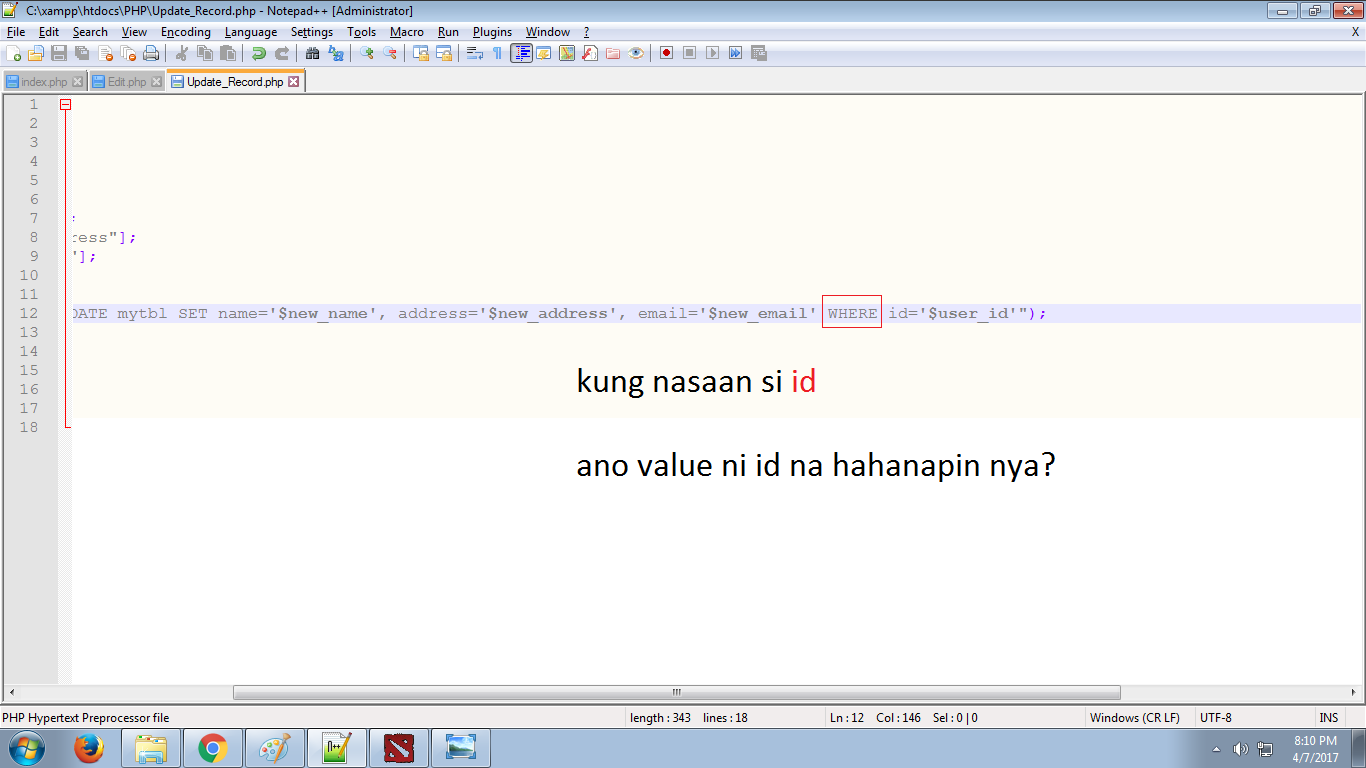 C:\xampp\htdocs\PHP\Update_Record.php - Notepad++ [Administrator]
File Edit Search View Encoding Language Settings Tools Macro Run Plugins Window ? X
index.php Edit.php Update_Record.php
1
2
3
4
5
6
7 ;
8 ress"];
9 "];
10
11
12 DATE mytbl SET name='$new_name', address='$new_address', email='$new_email' WHERE id='$user_id'");
13
14
15
16
17
18
kung nasaan si id
ano value ni id na hahanapin nya?
PHP Hypertext Preprocessor file length : 343 lines : 18 Ln : 12 Col : 146 Sel : 0 | 0 Windows (CR LF) UTF-8 INS
8:10 PM
4/7/2017